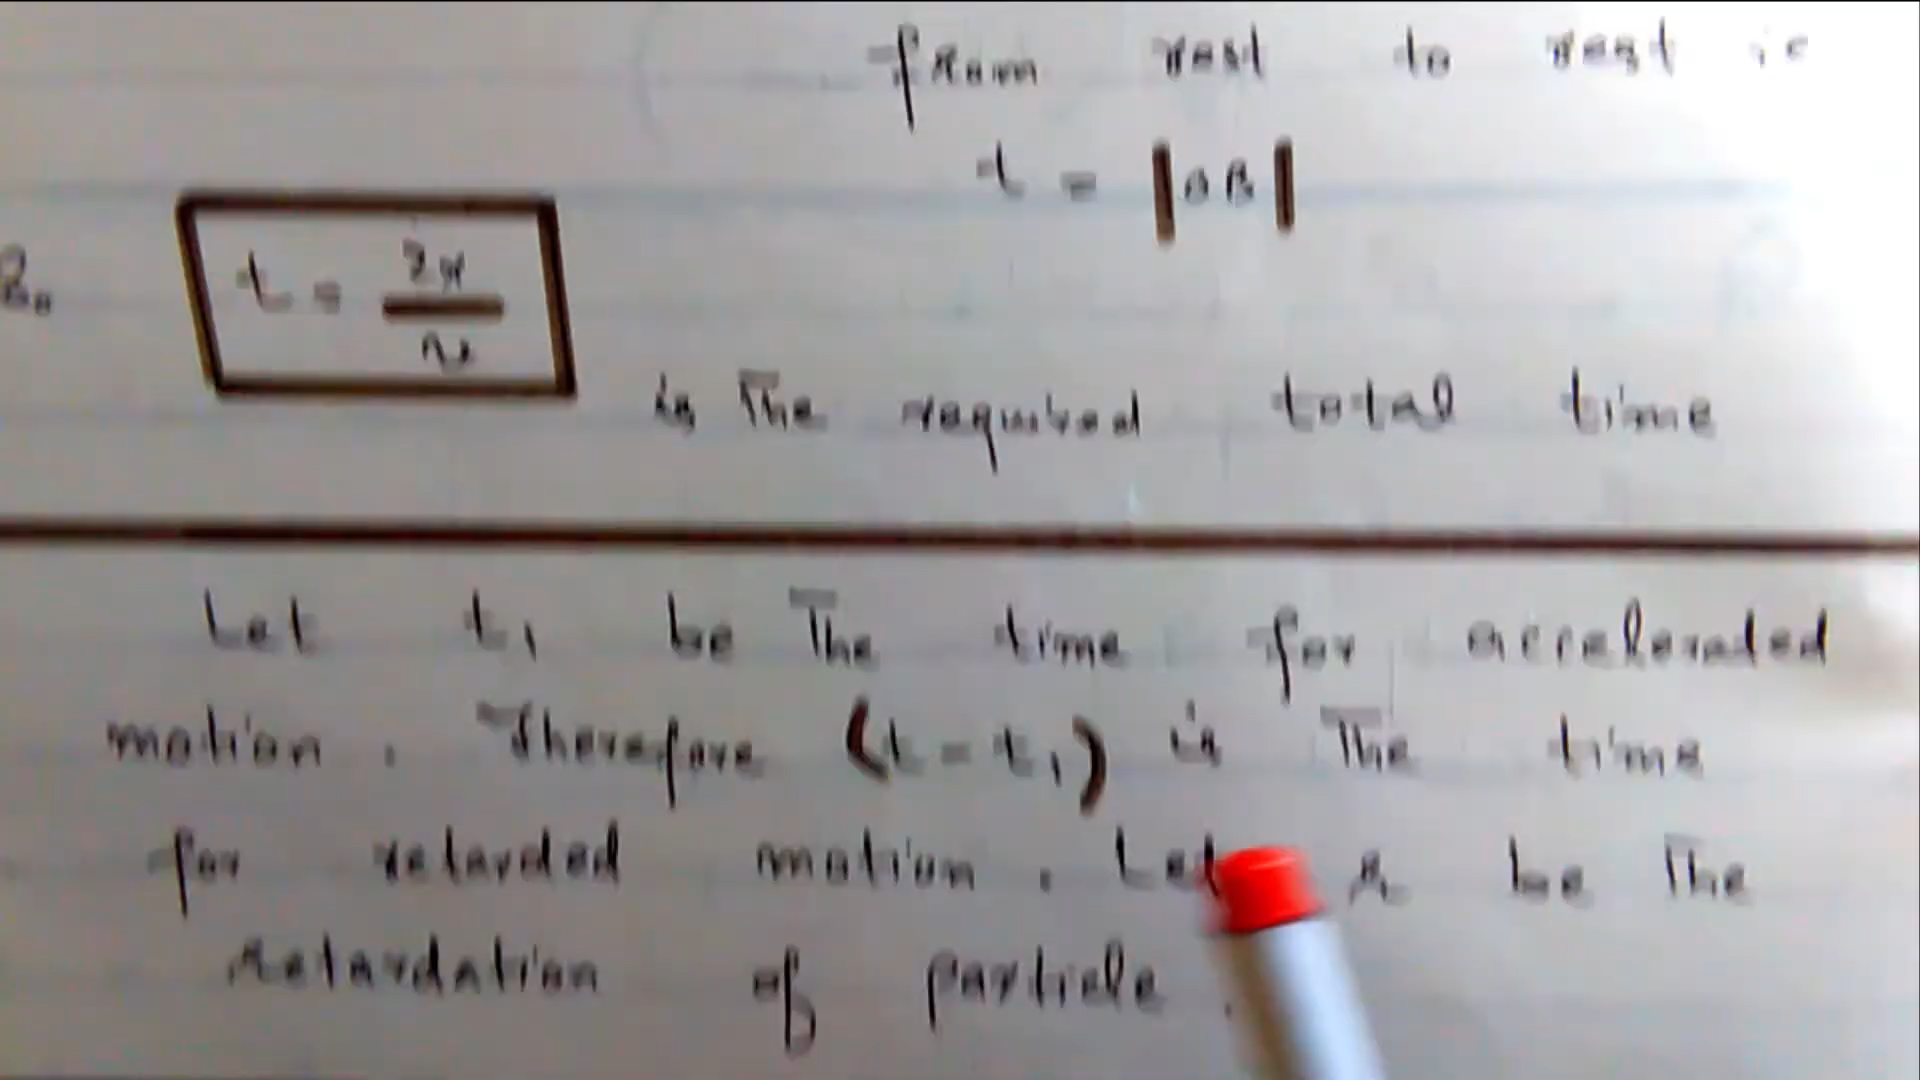 from rest to rest is
t = |OB|
So t = 2x / v
is The required total time
Let t₁ be The time for accelerated
motion . Therefore (t - t₁) is The time
for retarded motion . Let r be The
retardation of particle .